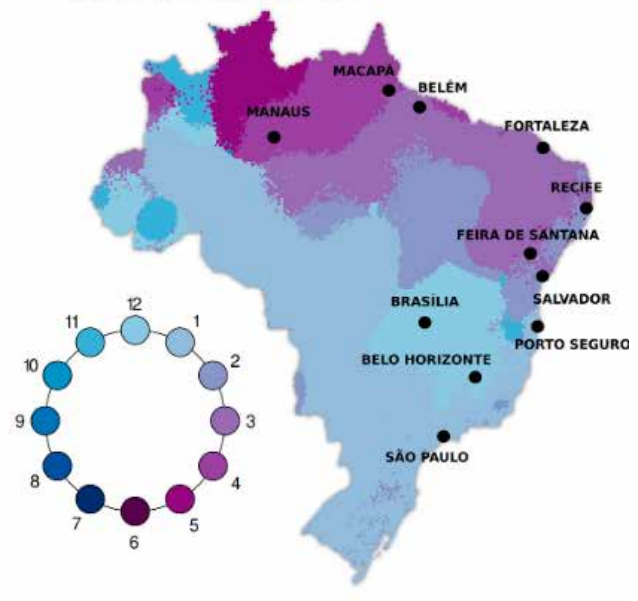 MACAPÁ
BELÉM
MANAUS
FORTALEZA
RECIFE
FEIRA DE SANTANA
BRASÍLIA
SALVADOR
PORTO SEGURO
BELO HORIZONTE
SÃO PAULO
12
1
2
3
4
5
6
7
8
9
10
11